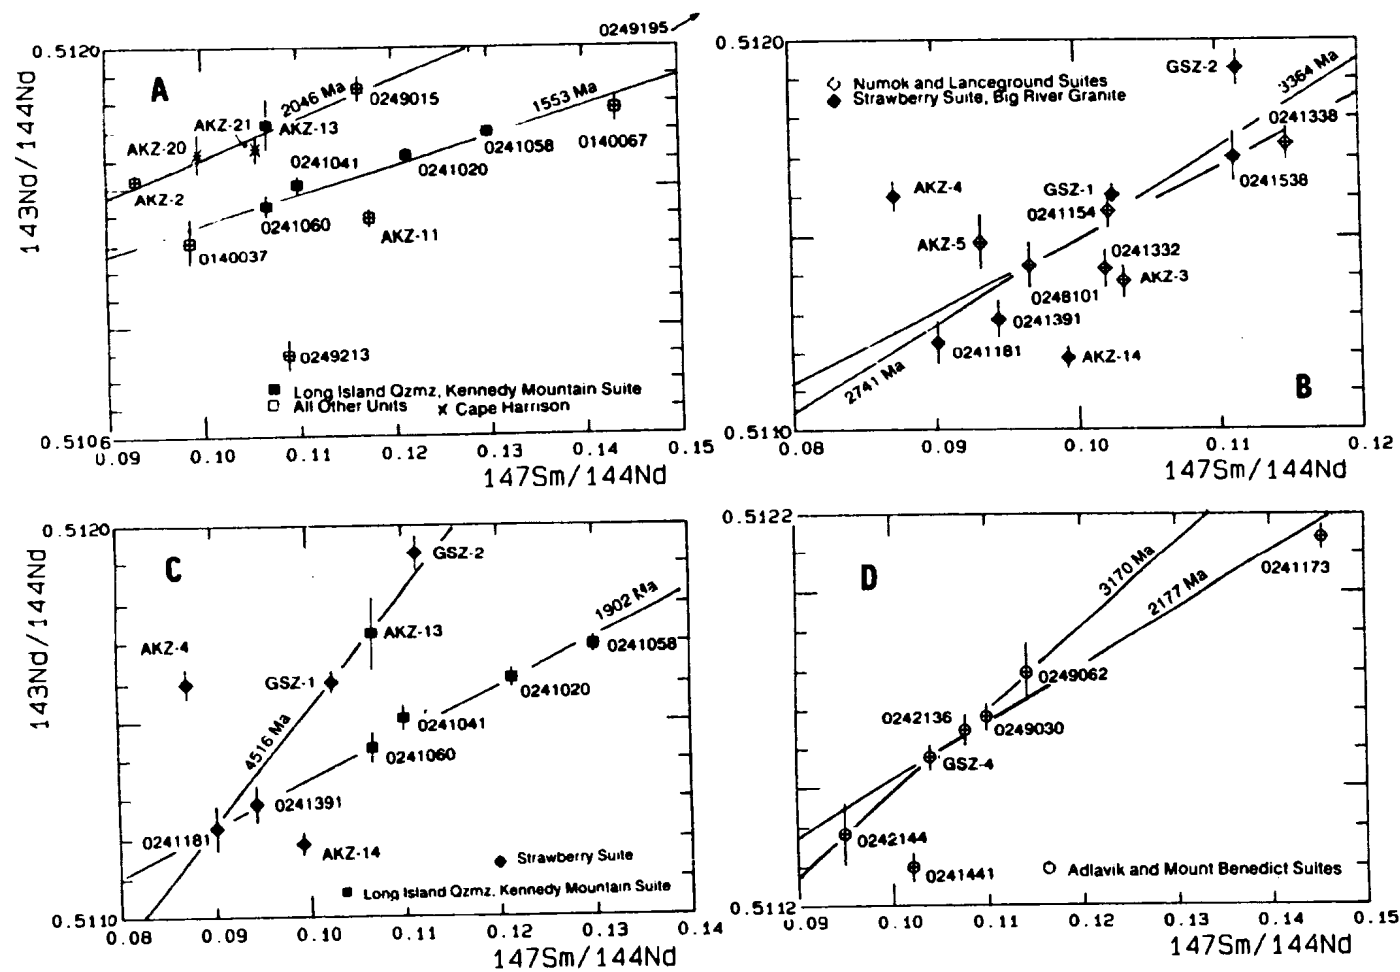 0249195
0.5120
A
2046 Ma
0249015
1553 Ma
AKZ-21
AKZ-13
AKZ-20
0241041
0241058
0140067
0241020
AKZ-2
0241060
AKZ-11
0140037
0249213
Long Island Qzmz, Kennedy Mountain Suite
All Other Units
Cape Harrison
0.5106
0.09 0.10 0.11 0.12 0.13 0.14 0.15
147Sm/144Nd
143Nd/144Nd
0.5120
GSZ-2
3364 Ma
Numok and Lanceground Suites
Strawberry Suite, Big River Granite
0241338
AKZ-4
GSZ-1
0241538
0241154
AKZ-5
0241332
AKZ-3
0248101
0241391
0241181
AKZ-14
2741 Ma
B
0.5110
0.08 0.09 0.10 0.11 0.12
147Sm/144Nd
0.5120
C
GSZ-2
1902 Ma
AKZ-13
0241058
AKZ-4
GSZ-1
0241020
0241041
4516 Ma
0241060
0241391
0241181
AKZ-14
Strawberry Suite
Long Island Qzmz, Kennedy Mountain Suite
0.5110
0.08 0.09 0.10 0.11 0.12 0.13 0.14
147Sm/144Nd
143Nd/144Nd
0.5122
D
3170 Ma
2177 Ma
0241173
0249062
0242136
0249030
GSZ-4
0242144
0241441
Adlavik and Mount Benedict Suites
0.5112
0.09 0.10 0.11 0.12 0.13 0.14 0.15
147Sm/144Nd